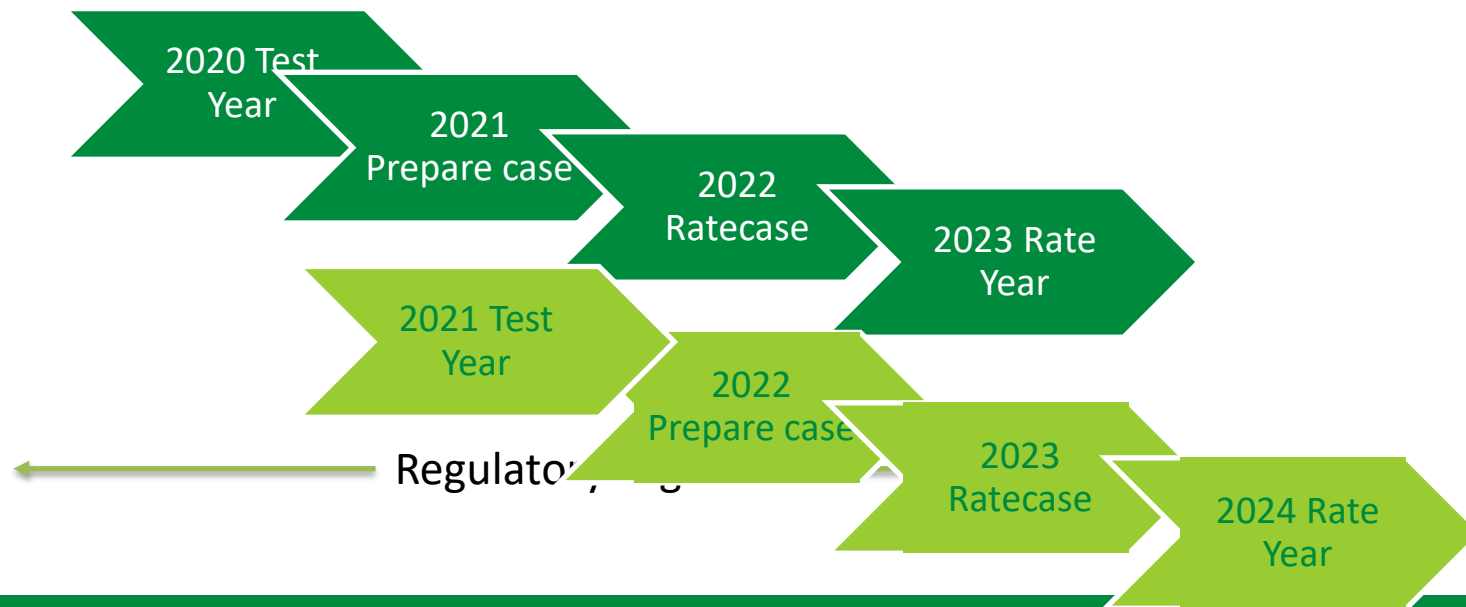 2020 Test
Year
2021
Prepare case
2022
Ratecase
2023 Rate
Year
2021 Test
Year
2022
Prepare case
2023
Ratecase
2024 Rate
Year